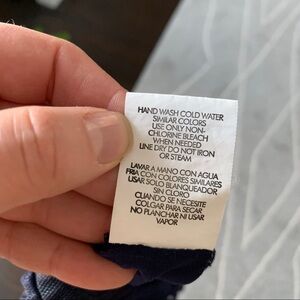 HAND WASH COLD WATER
SIMILAR COLORS
USE ONLY NON-
CHLORINE BLEACH
WHEN NEEDED
LINE DRY DO NOT IRON
OR STEAM
LAVAR A MANO CON AGUA
FRIA CON COLORES SIMILARES
USAR SOLO BLANQUEADOR
SIN CLORO
CUANDO SE NECESITE
COLGAR PARA SECAR
NO PLANCHAR NI USAR
VAPOR